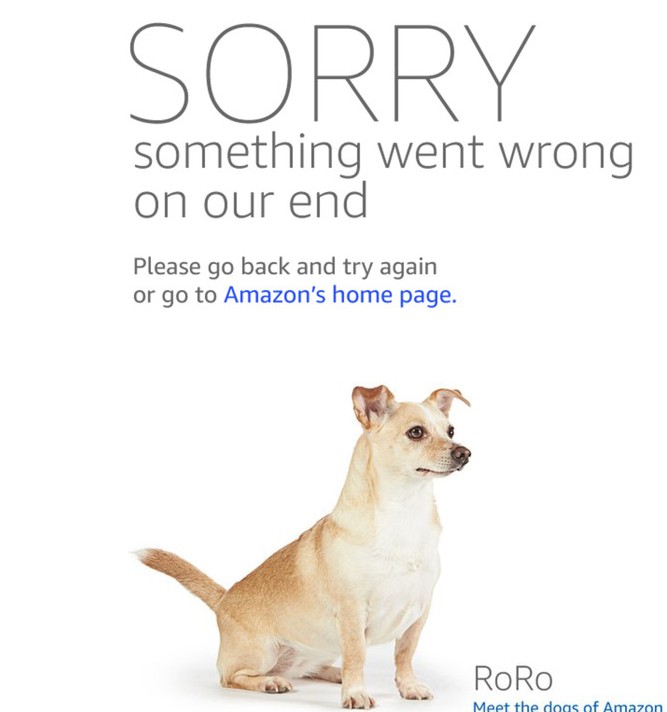 SORRY
something went wrong
on our end
Please go back and try again
or go to Amazon's home page.
RoRo
Meet the dogs of Amazon